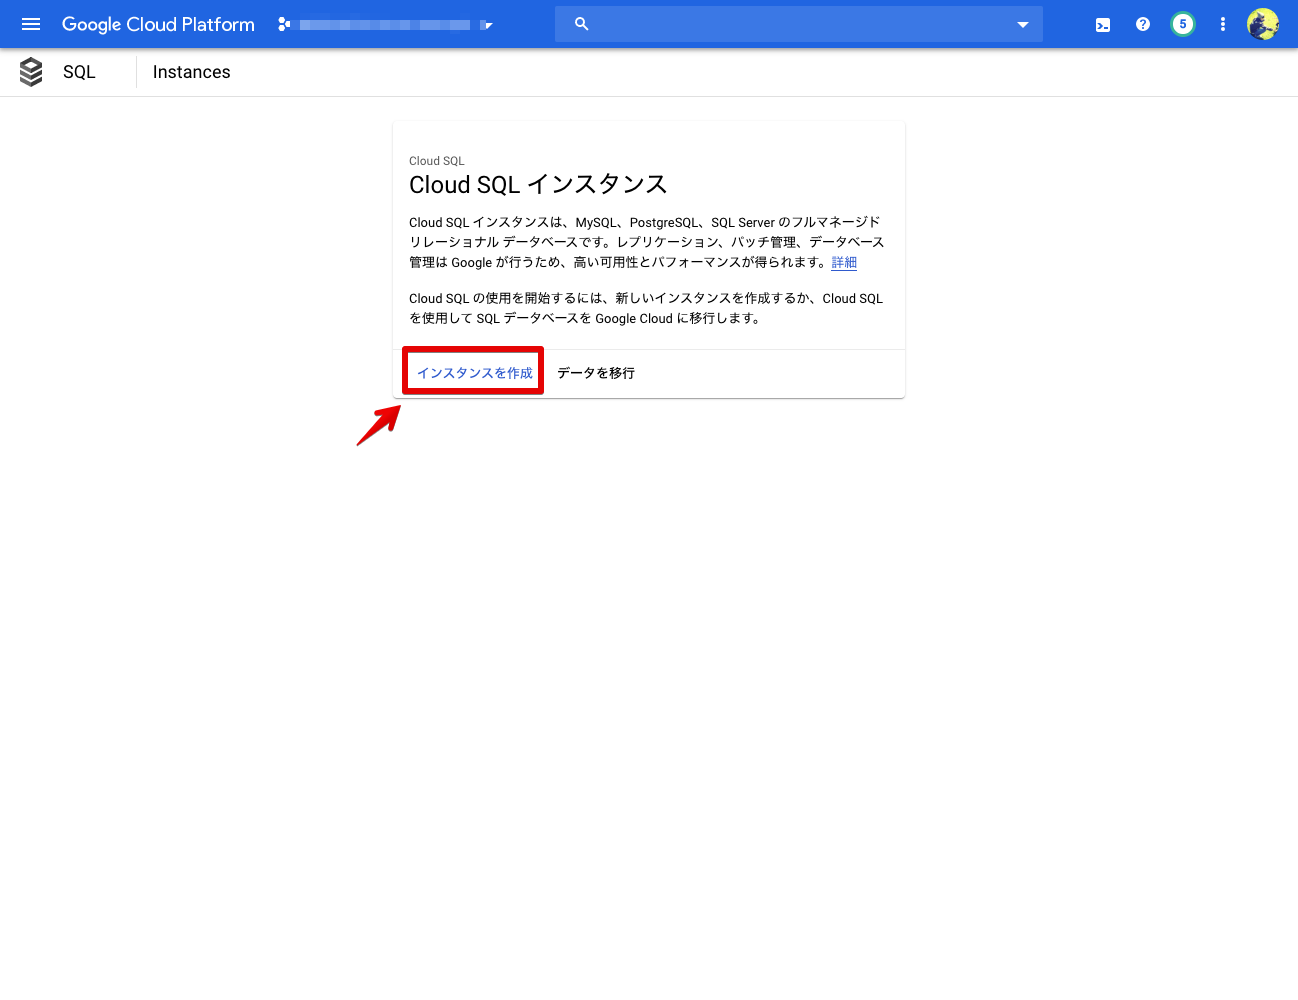 Google Cloud Platform
5
SQL
Instances
Cloud SQL
Cloud SQL インスタンス
Cloud SQL インスタンスは、MySQL、PostgreSQL、SQL Server のフルマネージド
リレーショナル データベースです。レプリケーション、パッチ管理、データベース
管理は Google が行うため、高い可用性とパフォーマンスが得られます。詳細
Cloud SQL の使用を開始するには、新しいインスタンスを作成するか、Cloud SQL
を使用して SQL データベースを Google Cloud に移行します。
インスタンスを作成
データを移行